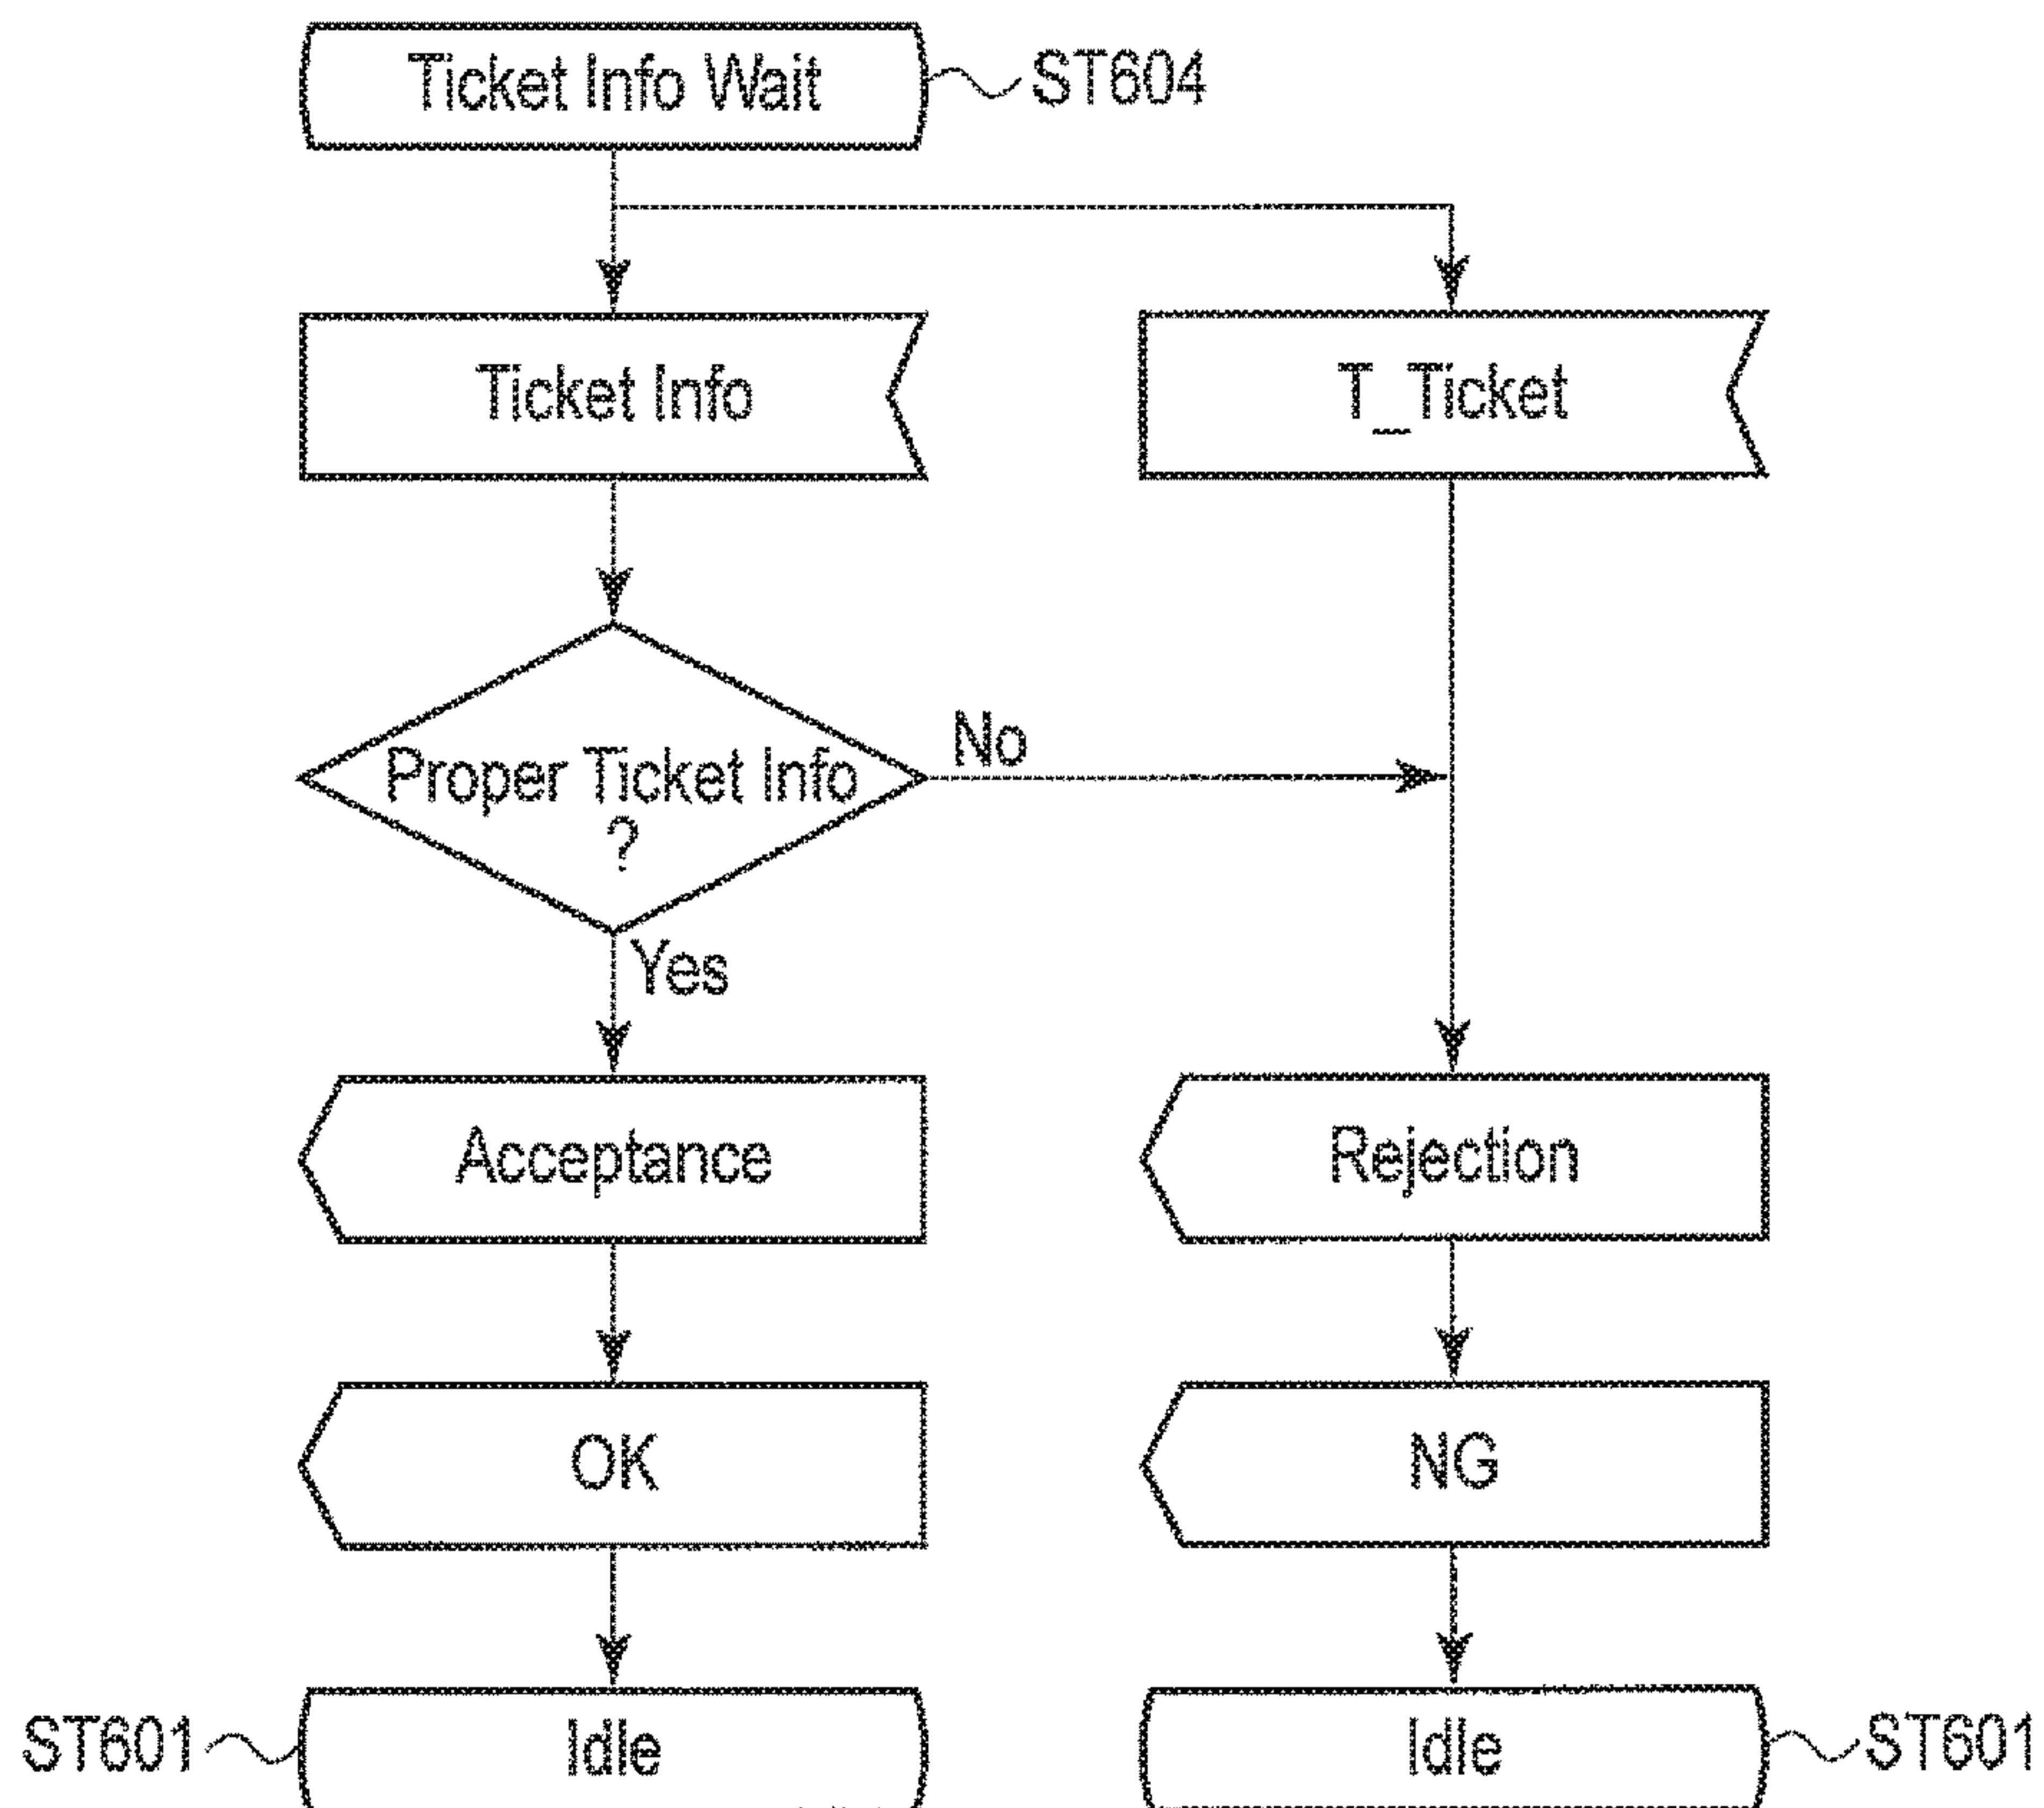 Ticket Info Wait
ST604
Ticket Info
T_Ticket
Proper Ticket Info
?
No
Yes
Acceptance
Rejection
OK
NG
ST601
Idle
Idle
ST601